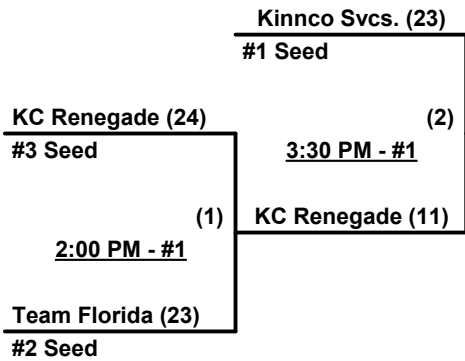 Kinnco Svcs. (23)
#1 Seed
KC Renegade (24)
(2)
#3 Seed
3:30 PM - #1
(1)
KC Renegade (11)
2:00 PM - #1
Team Florida (23)
#2 Seed